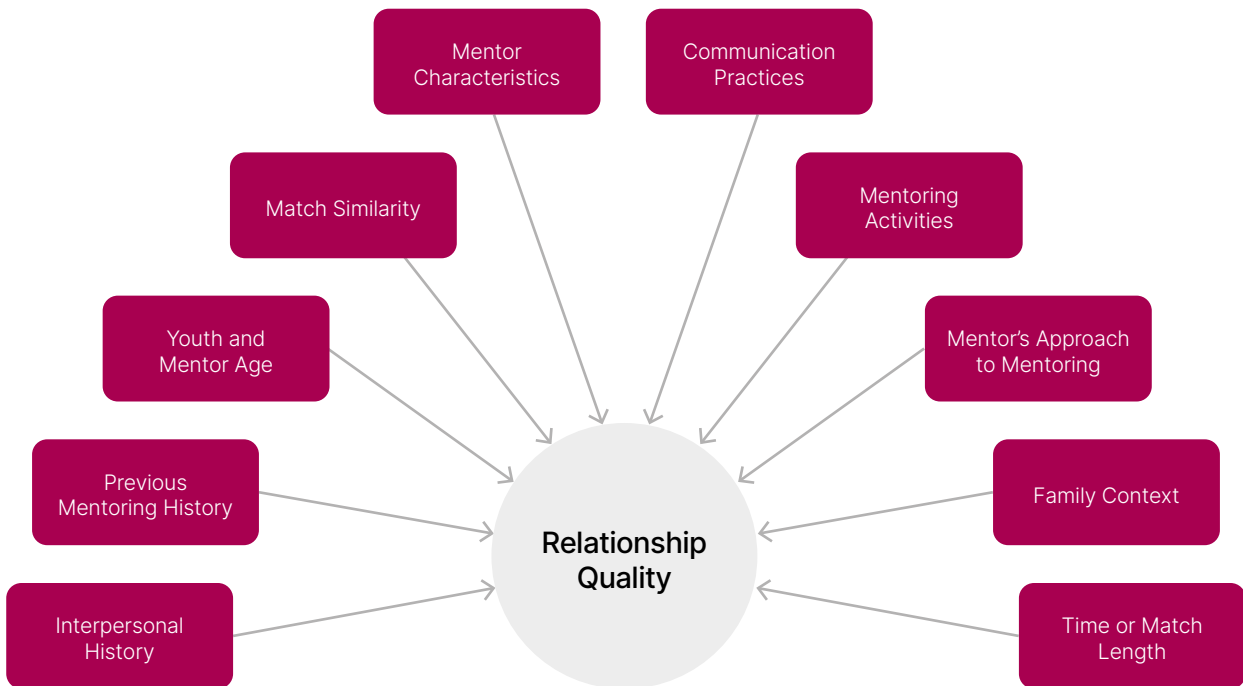 Mentor
Characteristics
Communication
Practices
Match Similarity
Mentoring
Activities
Youth and
Mentor Age
Mentor’s Approach
to Mentoring
Previous
Mentoring History
Family Context
Relationship
Quality
Interpersonal
History
Time or Match
Length